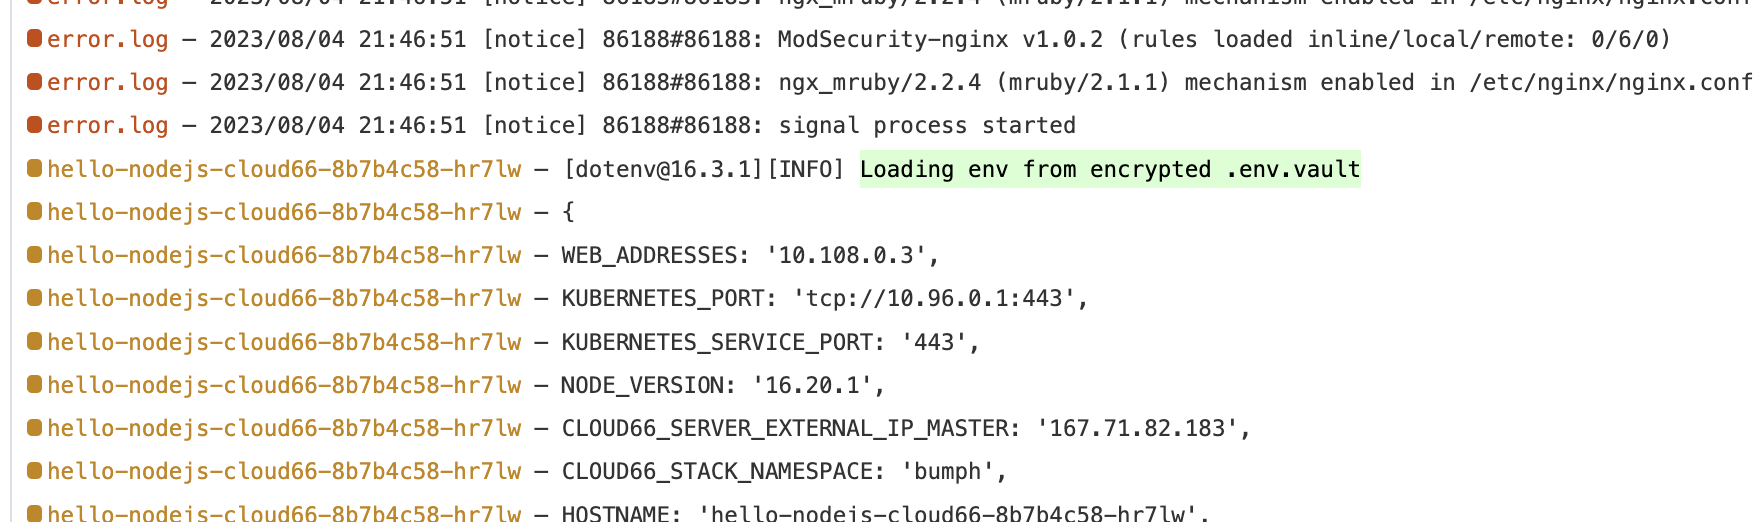 error.log — 2023/08/04 21:46:51 [notice] 86188#86188: ngx_mruby/2.2.4 (mruby/2.1.1) mechanism enabled in /etc/nginx/nginx.conf
error.log — 2023/08/04 21:46:51 [notice] 86188#86188: ModSecurity-nginx v1.0.2 (rules loaded inline/local/remote: 0/6/0)
error.log — 2023/08/04 21:46:51 [notice] 86188#86188: ngx_mruby/2.2.4 (mruby/2.1.1) mechanism enabled in /etc/nginx/nginx.conf
error.log — 2023/08/04 21:46:51 [notice] 86188#86188: signal process started
hello-nodejs-cloud66-8b7b4c58-hr7lw — [dotenv@16.3.1][INFO] Loading env from encrypted .env.vault
hello-nodejs-cloud66-8b7b4c58-hr7lw — {
hello-nodejs-cloud66-8b7b4c58-hr7lw — WEB_ADDRESSES: '10.108.0.3',
hello-nodejs-cloud66-8b7b4c58-hr7lw — KUBERNETES_PORT: 'tcp://10.96.0.1:443',
hello-nodejs-cloud66-8b7b4c58-hr7lw — KUBERNETES_SERVICE_PORT: '443',
hello-nodejs-cloud66-8b7b4c58-hr7lw — NODE_VERSION: '16.20.1',
hello-nodejs-cloud66-8b7b4c58-hr7lw — CLOUD66_SERVER_EXTERNAL_IP_MASTER: '167.71.82.183',
hello-nodejs-cloud66-8b7b4c58-hr7lw — CLOUD66_STACK_NAMESPACE: 'bumph',
hello-nodejs-cloud66-8b7b4c58-hr7lw — HOSTNAME: 'hello-nodejs-cloud66-8b7b4c58-hr7lw',